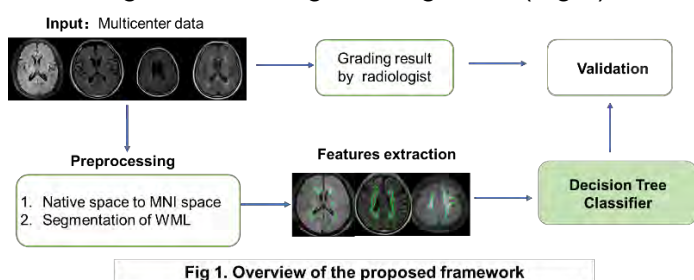 Input： Multicenter data
Grading result
by radiologist
Validation
Preprocessing
1. Native space to MNI space
2. Segmentation of WML
Features extraction
Decision Tree
Classifier
Fig 1. Overview of the proposed framework